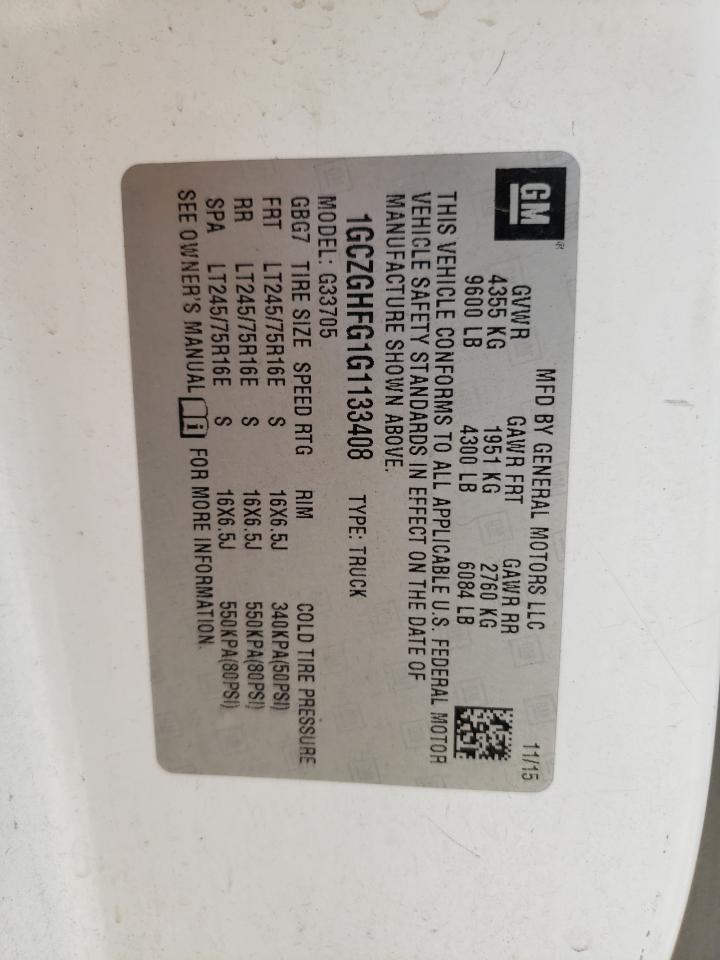 GM
MFD BY GENERAL MOTORS LLC 11/15
GVWR GAWR FRT GAWR RR
4355 KG 1951 KG 2760 KG
9600 LB 4300 LB 6084 LB
THIS VEHICLE CONFORMS TO ALL APPLICABLE U.S. FEDERAL MOTOR
VEHICLE SAFETY STANDARDS IN EFFECT ON THE DATE OF
MANUFACTURE SHOWN ABOVE.
1GCZGHFG1G1133408 TYPE: TRUCK
MODEL: G33705
GBG7 TIRE SIZE SPEED RTG RIM COLD TIRE PRESSURE
FRT LT245/75R16E S 16X6.5J 340KPA(50PSI)
RR LT245/75R16E S 16X6.5J 550KPA(80PSI)
SPA LT245/75R16E S 16X6.5J 550KPA(80PSI)
SEE OWNER'S MANUAL FOR MORE INFORMATION.